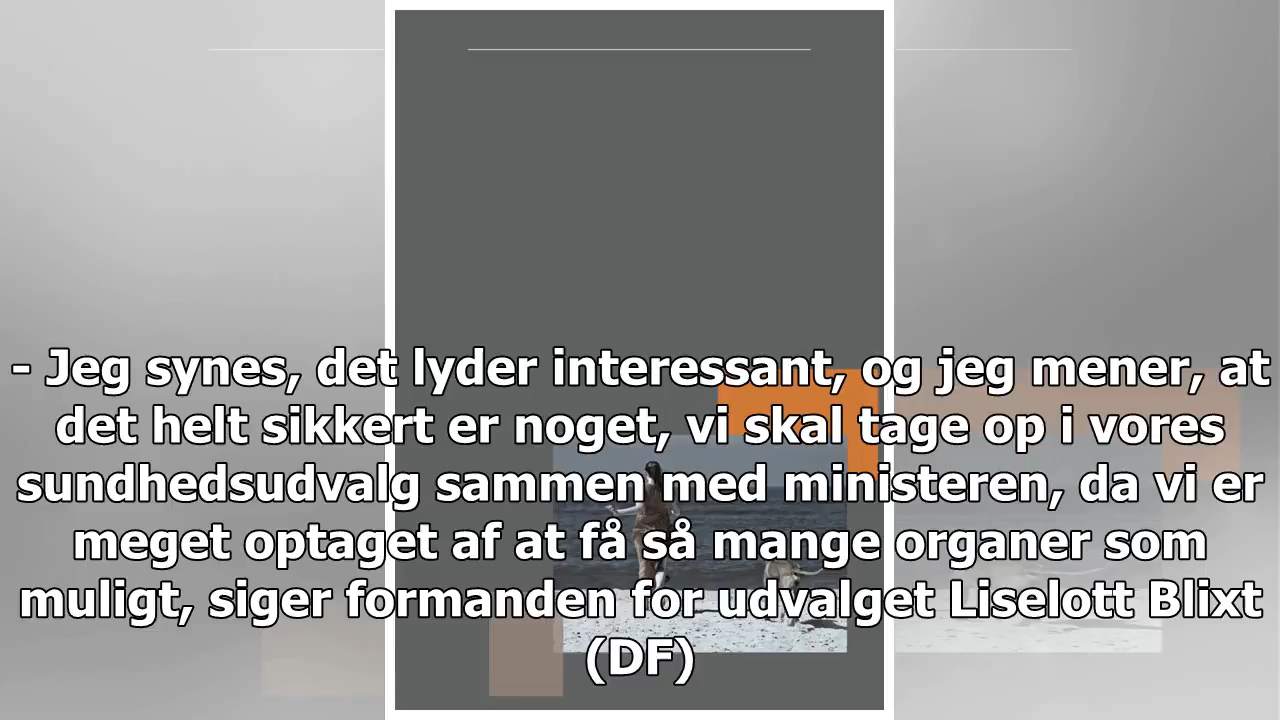 - Jeg synes, det lyder interessant, og jeg mener, at
det helt sikkert er noget, vi skal tage op i vores
sundhedsudvalg sammen med ministeren, da vi er
meget optaget af at få så mange organer som
muligt, siger formanden for udvalget Liselott Blixt
(DF)